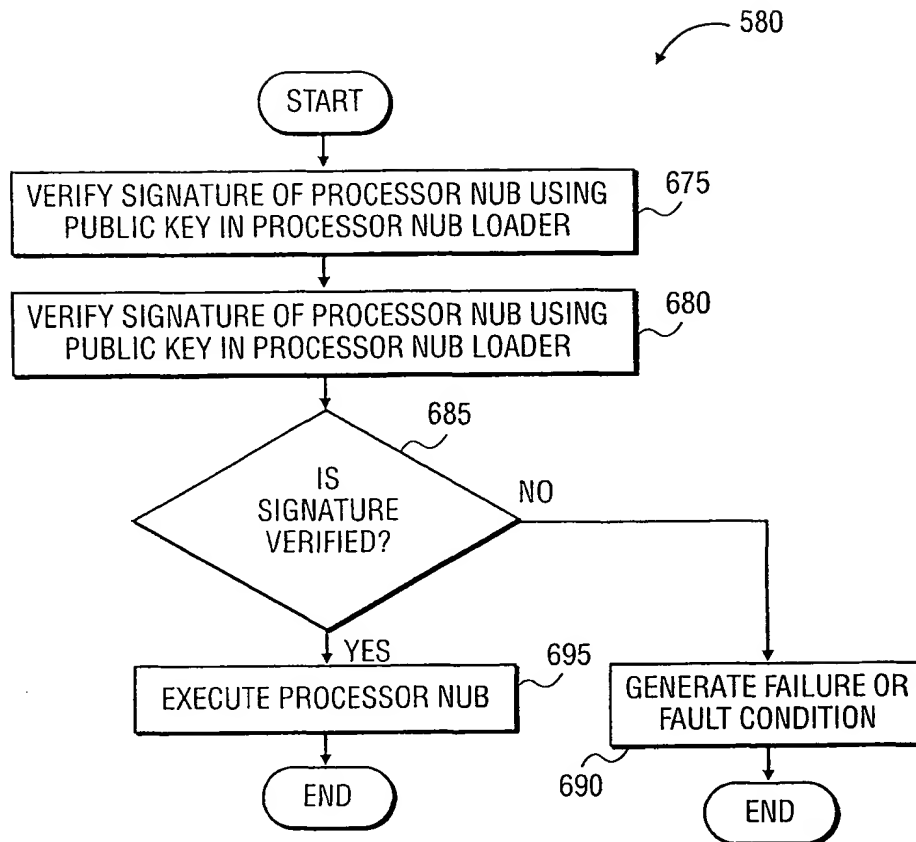 580
START
VERIFY SIGNATURE OF PROCESSOR NUB USING
PUBLIC KEY IN PROCESSOR NUB LOADER
675
VERIFY SIGNATURE OF PROCESSOR NUB USING
PUBLIC KEY IN PROCESSOR NUB LOADER
680
685
IS
SIGNATURE
VERIFIED?
NO
YES
EXECUTE PROCESSOR NUB
695
GENERATE FAILURE OR
FAULT CONDITION
690
END
END